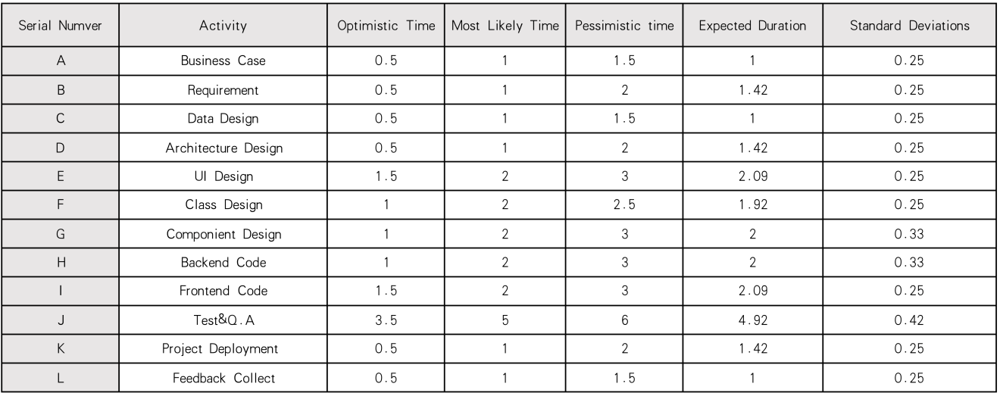 Serial Numver Activity Optimistic Time Most Likely Time Pessimistic time Expected Duration Standard Deviations
A Business Case 0.5 1 1.5 1 0.25
B Requirement 0.5 1 2 1.42 0.25
C Data Design 0.5 1 1.5 1 0.25
D Architecture Design 0.5 1 2 1.42 0.25
E UI Design 1.5 2 3 2.09 0.25
F Class Design 1 2 2.5 1.92 0.25
G Componient Design 1 2 3 2 0.33
H Backend Code 1 2 3 2 0.33
I Frontend Code 1.5 2 3 2.09 0.25
J Test&Q.A 3.5 5 6 4.92 0.42
K Project Deployment 0.5 1 2 1.42 0.25
L Feedback Collect 0.5 1 1.5 1 0.25